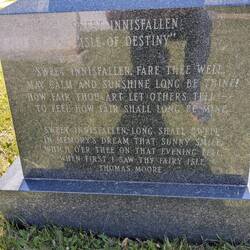 SWEET INNISFALLEN
"ISLE OF DESTINY"
SWEET INNISFALLEN, FARE THEE WELL,
MAY CALM AND SUNSHINE LONG BE THINE!
HOW FAIR THOU ART LET OTHERS TELL
TO FEEL HOW FAIR SHALL LONG BE MINE.
SWEET INNISFALLEN, LONG SHALL DWELL
IN MEMORY'S DREAM THAT SUNNY SMILE,
WHICH O'ER THEE ON THAT EVENING FELL,
WHEN FIRST I SAW THY FAIRY ISLE.
THOMAS MOORE